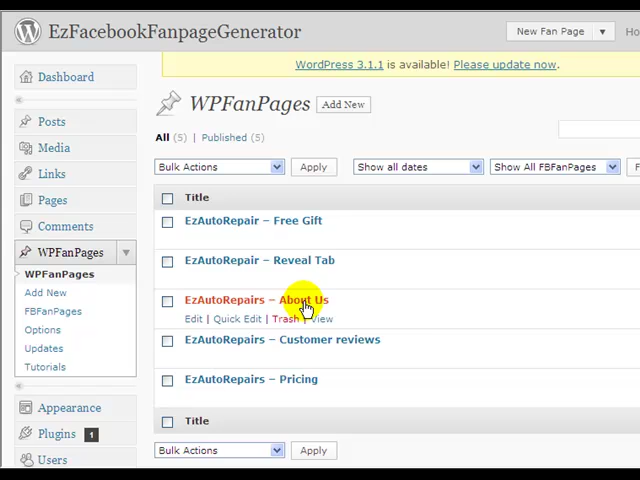 EzFacebookFanpageGenerator
New Fan Page
WordPress 3.1.1 is available! Please update now.
Dashboard
Posts
Media
Links
Pages
Comments
WPFanPages
WPFanPages
Add New
FBFanPages
Options
Updates
Tutorials
Appearance
Plugins 1
Users
WPFanPages Add New
All (5) | Published (5)
Bulk Actions Apply Show all dates Show All FBFanPages
Title
EzAutoRepair – Free Gift
EzAutoRepair – Reveal Tab
EzAutoRepairs – About Us
Edit | Quick Edit | Trash | View
EzAutoRepairs – Customer reviews
EzAutoRepairs – Pricing
Title
Bulk Actions Apply